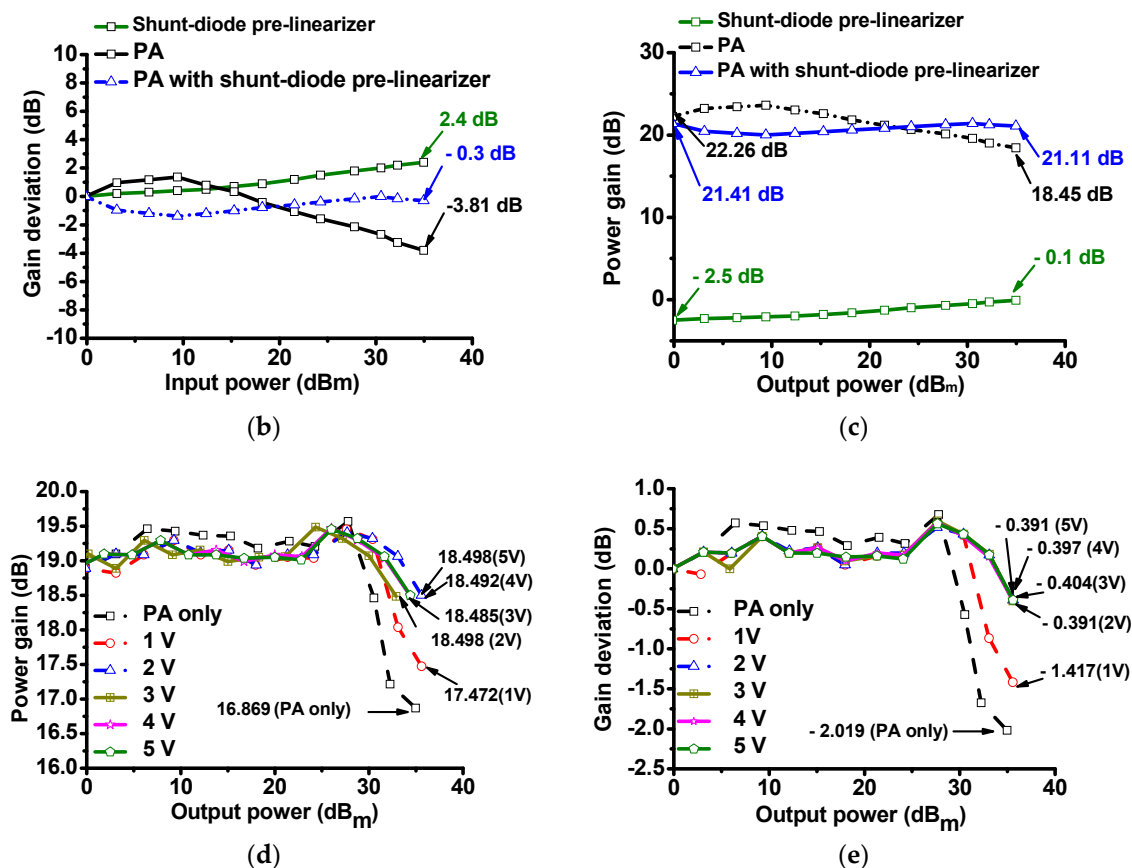 Shunt-diode pre-linearizer
PA
PA with shunt-diode pre-linearizer
10
8
6
4
2
0
-2
-4
-6
-8
-10
Gain deviation (dB)
2.4 dB
- 0.3 dB
-3.81 dB
0
10
20
30
40
Input power (dBm)
(b)
Shunt-diode pre-linearizer
PA
PA with shunt-diode pre-linearizer
30
20
10
0
Power gain (dB)
22.26 dB
21.41 dB
21.11 dB
18.45 dB
- 2.5 dB
- 0.1 dB
0
10
20
30
40
Output power (dBm)
(c)
20.0
19.5
19.0
18.5
18.0
17.5
17.0
16.5
16.0
Power gain (dB)
PA only
1 V
2 V
3 V
4 V
5 V
18.498(5V)
18.492(4V)
18.485(3V)
18.498 (2V)
17.472(1V)
16.869 (PA only)
0
10
20
30
40
Output power (dBm)
(d)
1.0
0.5
0.0
-0.5
-1.0
-1.5
-2.0
-2.5
Gain deviation (dB)
PA only
1V
2 V
3 V
4 V
5 V
- 0.391 (5V)
- 0.397 (4V)
- 0.404(3V)
- 0.391(2V)
- 1.417(1V)
- 2.019 (PA only)
0
10
20
30
40
Output power (dBm)
(e)